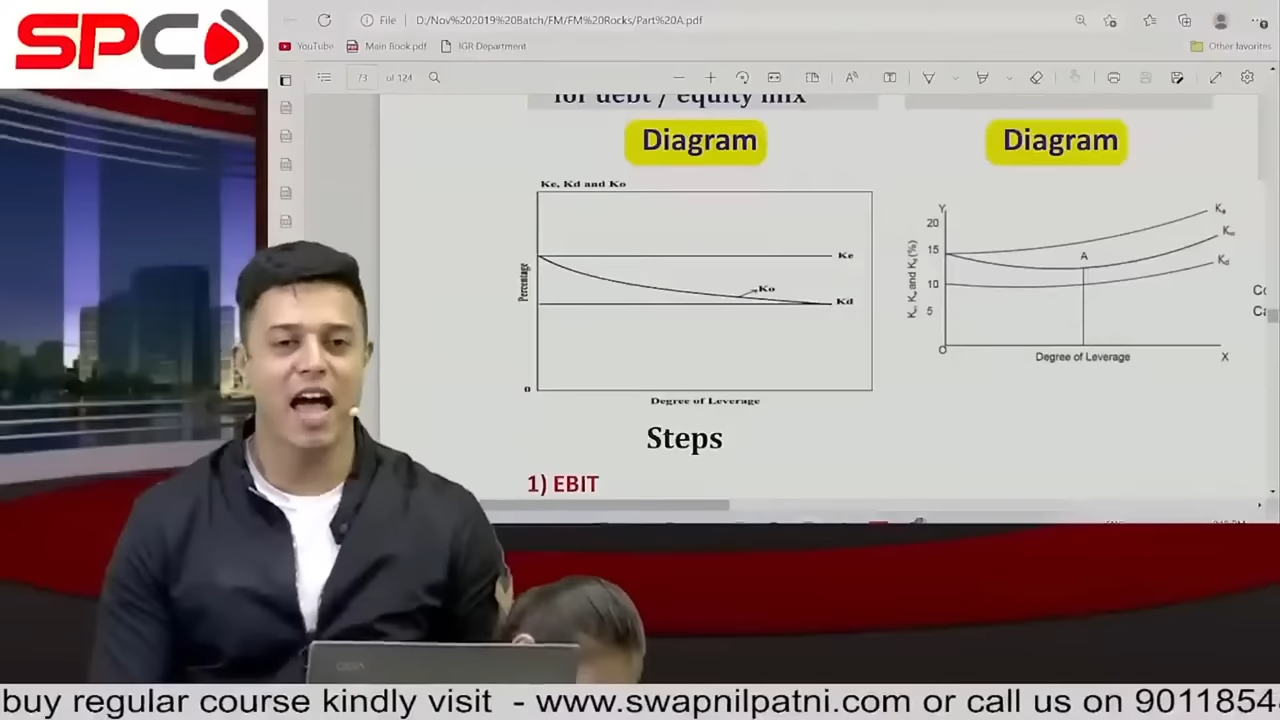 SPC
File
D:/Nov%202019%20Batch/FM/FM%20Rocks/Part%20A.pdf
YouTube
Main Book.pdf
IGR Department
Other favorites
73
of 124
for debt / equity mix
Diagram
Diagram
Ke, Kd and Ko
Percentage
Ke
Ko
Kd
0
Degree of Leverage
Y
20
15
10
5
O
A
Degree of Leverage
X
Steps
1) EBIT
buy regular course kindly visit - www.swapnilpatni.com or call us on 9011854